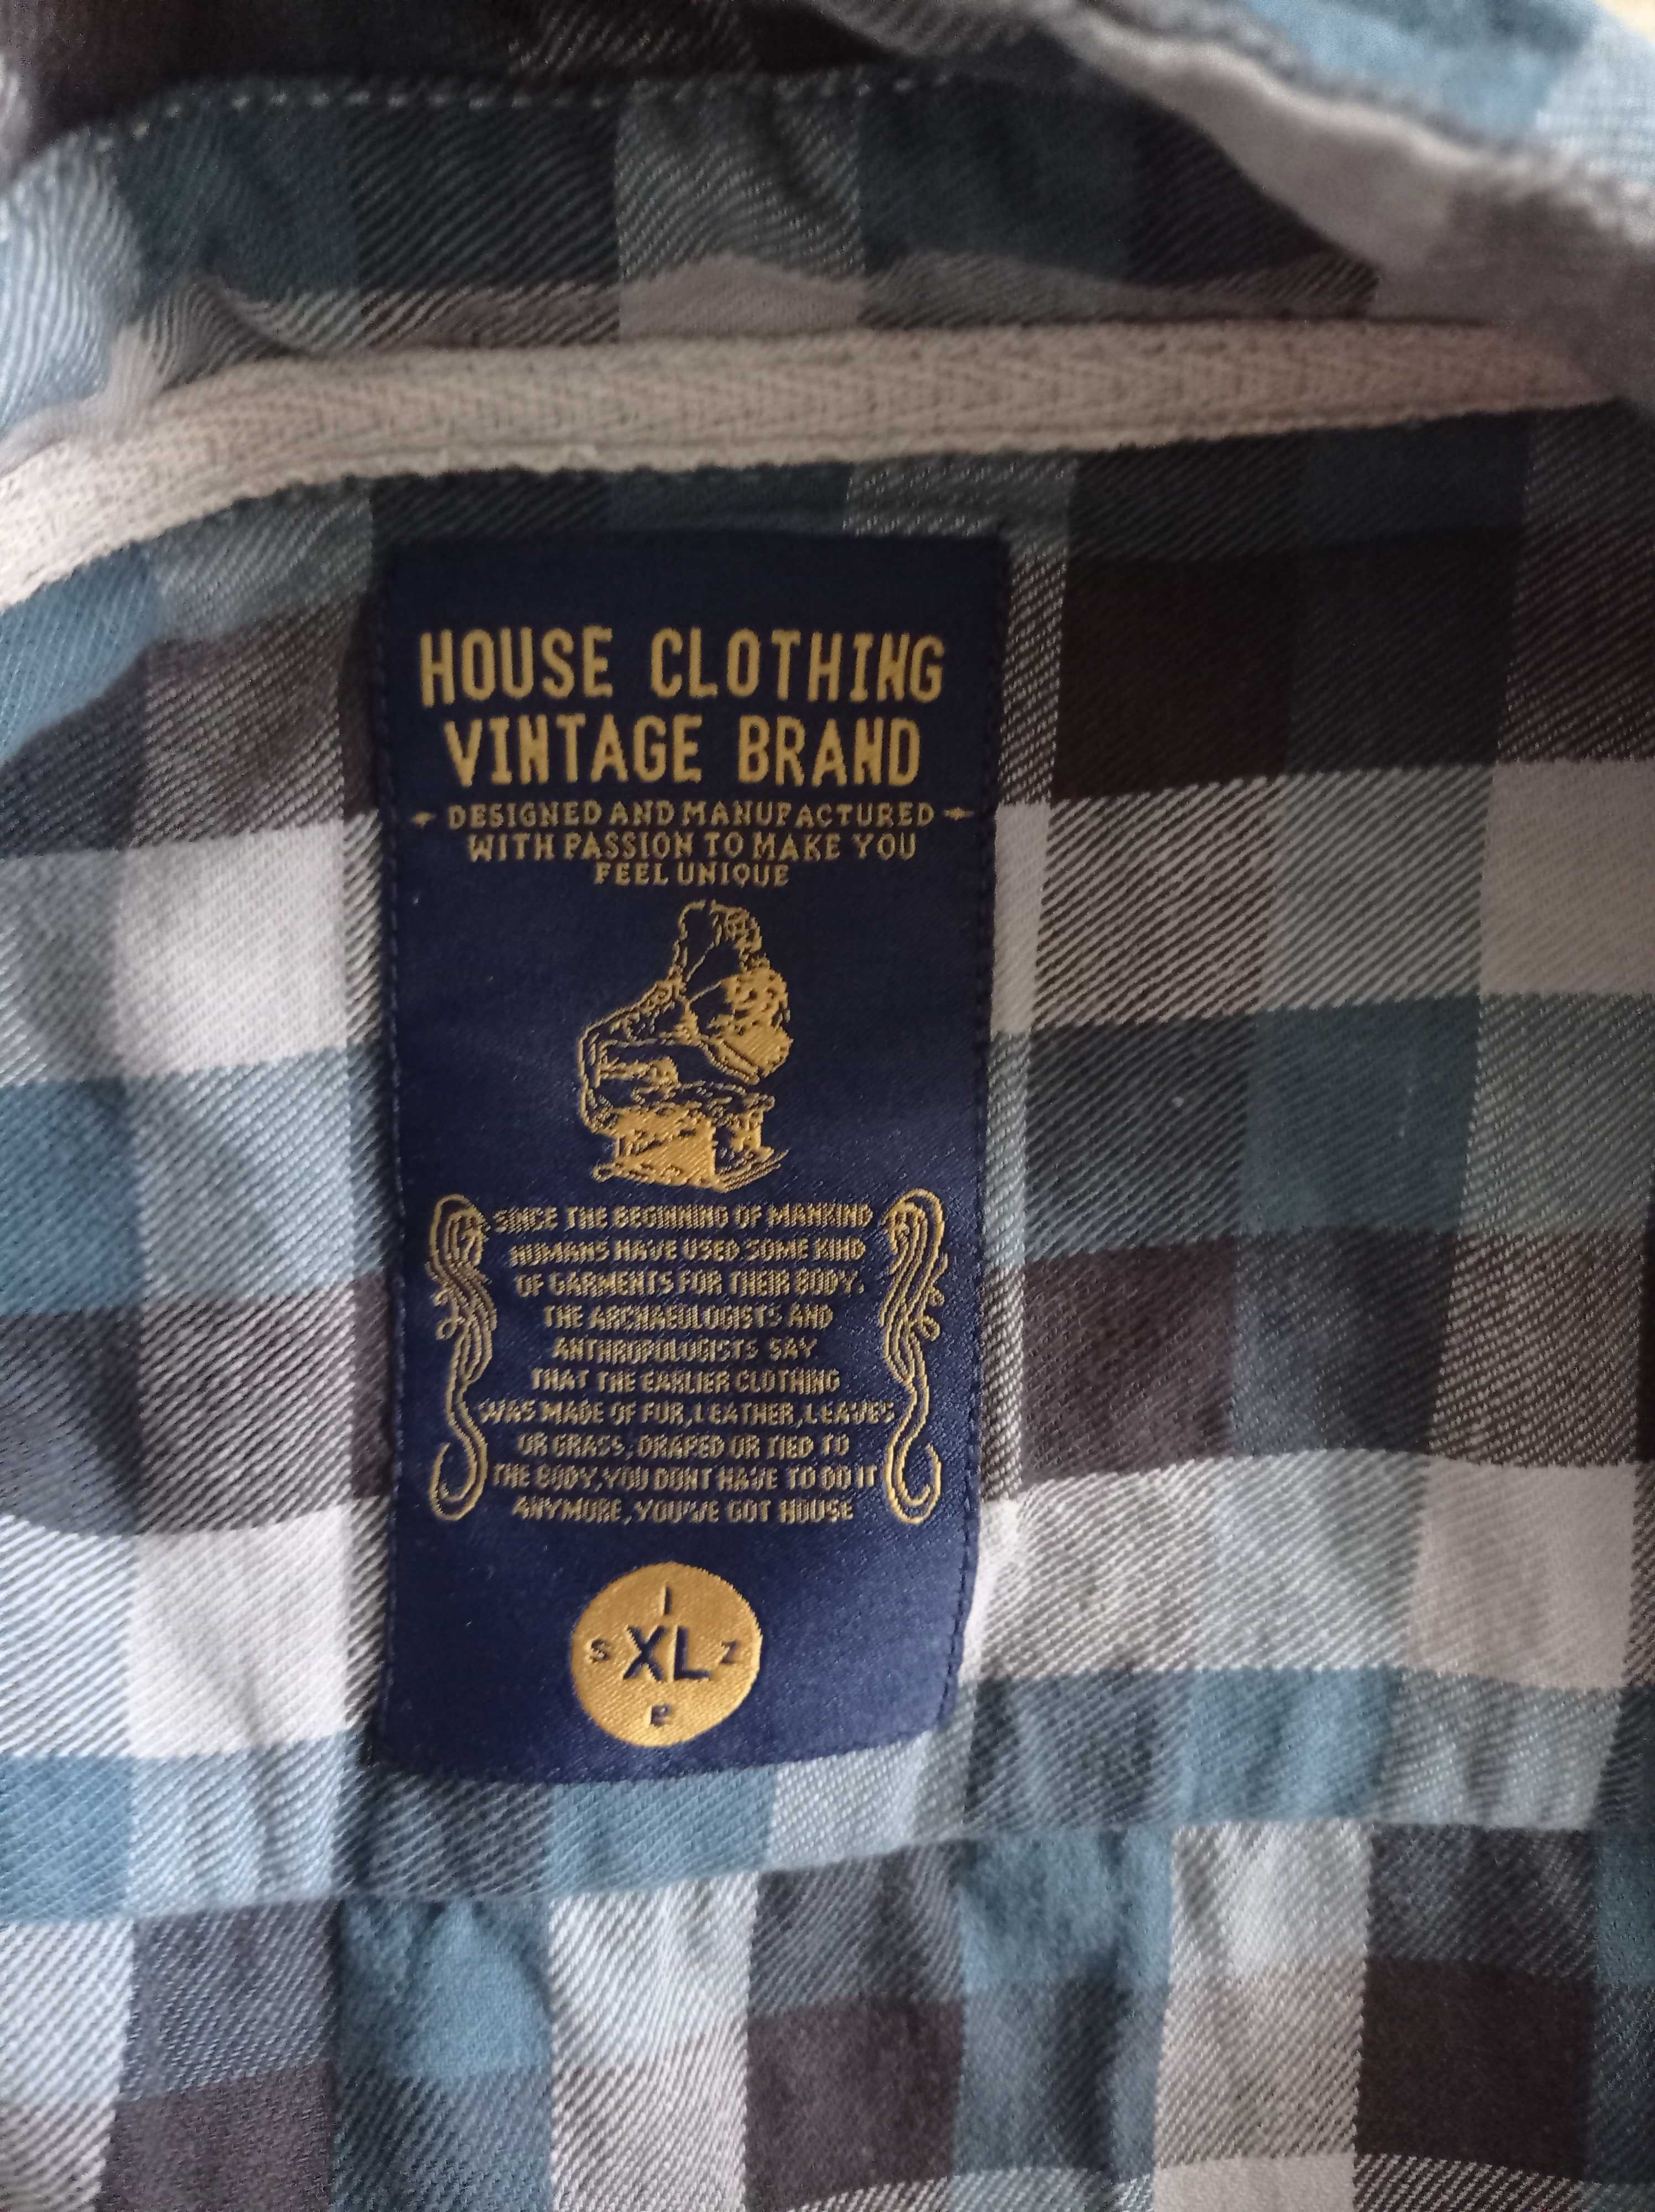 HOUSE CLOTHING
VINTAGE BRAND
DESIGNED AND MANUFACTURED
WITH PASSION TO MAKE YOU
FEEL UNIQUE
SINCE THE BEGINNING OF MANKIND
HUMANS HAVE USED SOME KIND
OF GARMENTS FOR THEIR BODY.
THE ARCHAEOLOGISTS AND
ANTHROPOLOGISTS SAY
THAT THE EARLIER CLOTHING
WAS MADE OF FUR, LEATHER, LEAVES
OR GRASS, DRAPED OR TIED TO
THE BODY, YOU DONT HAVE TO DO IT
ANYMORE, YOU'VE GOT HOUSE
I
S XL Z
E